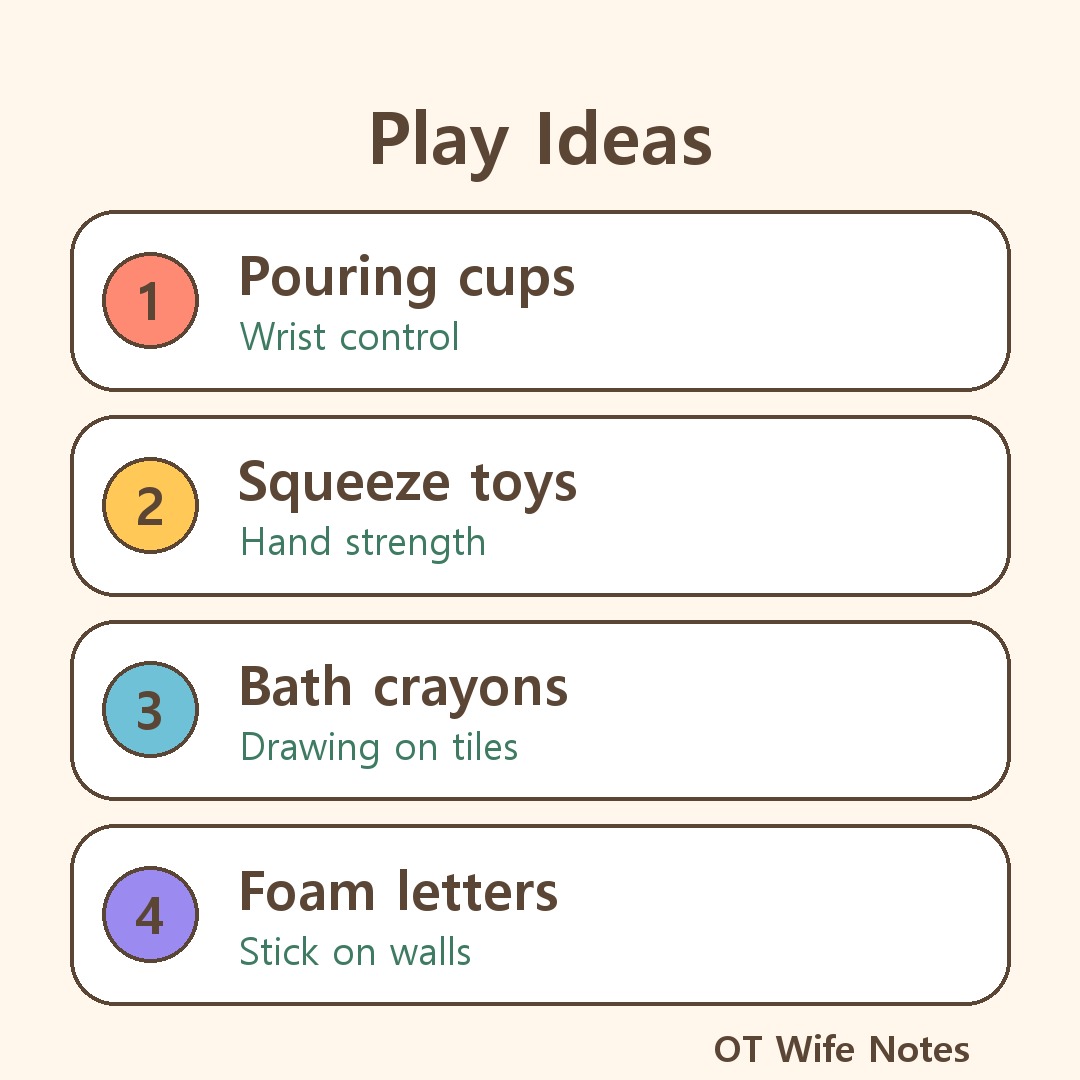 Play Ideas
1
Pouring cups
Wrist control
2
Squeeze toys
Hand strength
3
Bath crayons
Drawing on tiles
4
Foam letters
Stick on walls
OT Wife Notes